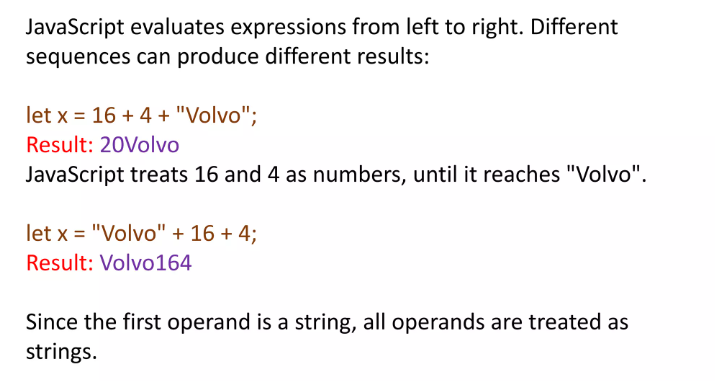 JavaScript evaluates expressions from left to right. Different
sequences can produce different results:
let x = 16 + 4 + "Volvo";
Result: 20Volvo
JavaScript treats 16 and 4 as numbers, until it reaches "Volvo".
let x = "Volvo" + 16 + 4;
Result: Volvo164
Since the first operand is a string, all operands are treated as
strings.